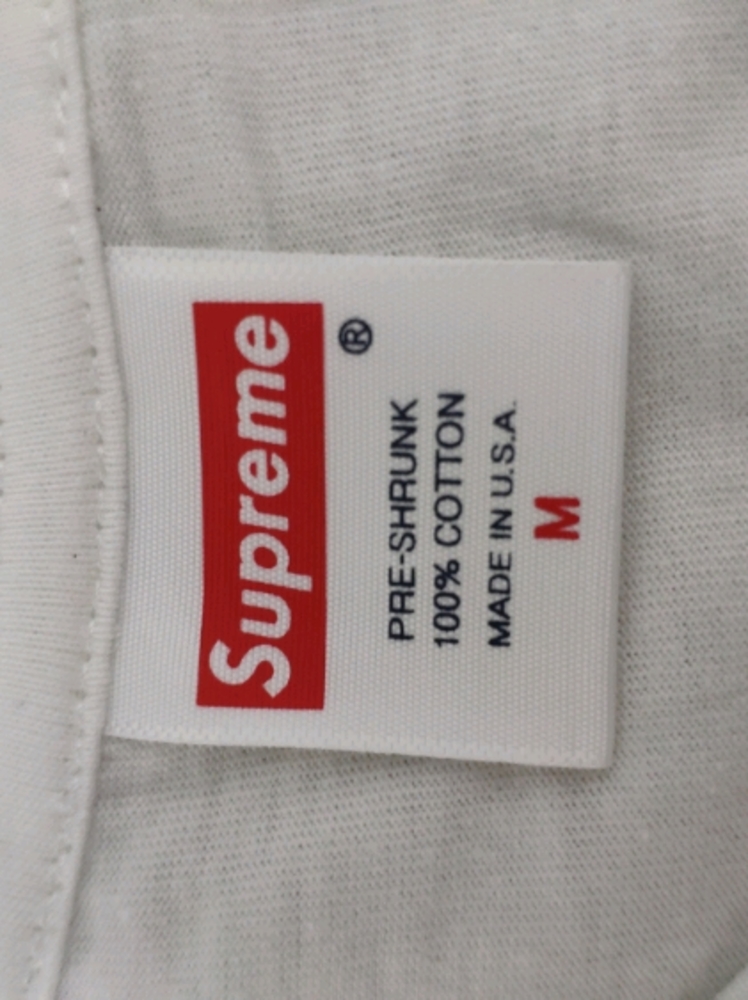 Supreme
®
PRE-SHRUNK
100% COTTON
MADE IN U.S.A.
M